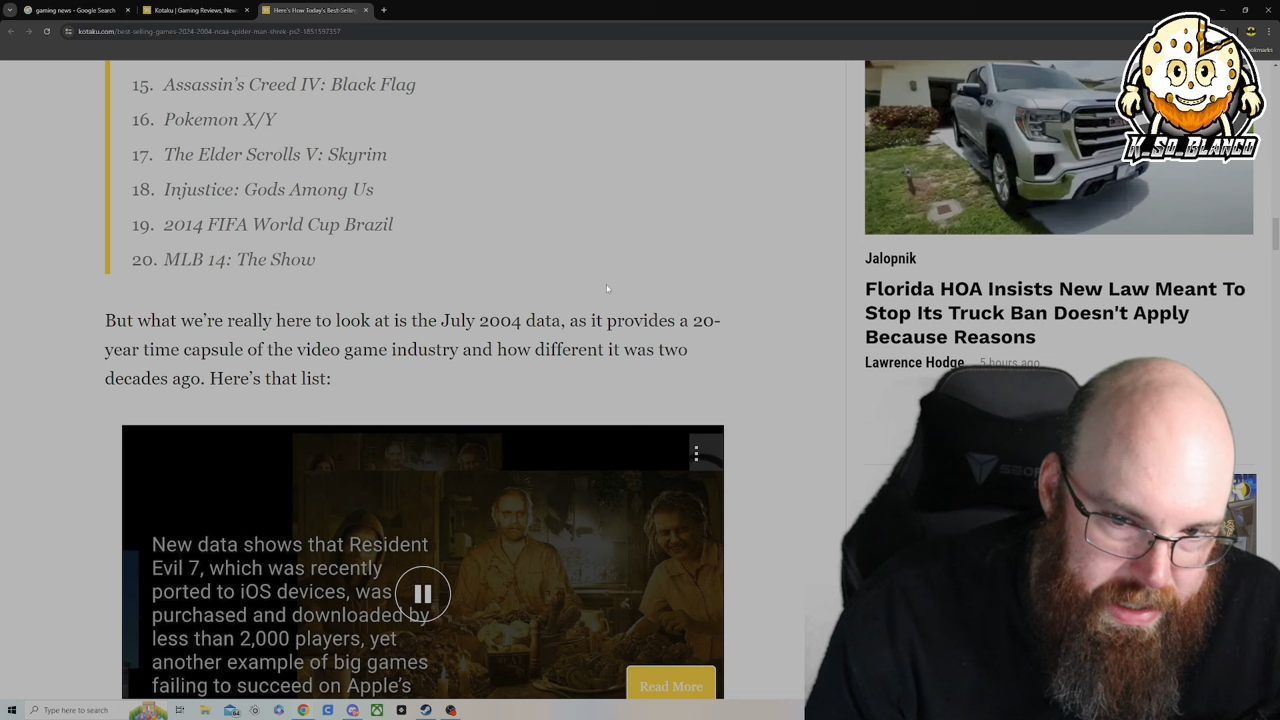 gaming news - Google Search
Kotaku | Gaming Reviews, New
Here's How Today's Best-Sellin
kotaku.com/best-selling-games-2024-2004-ncaa-spider-man-shrek-ps2-1851597357
ookmarks
K_So_Blanco
15. Assassin's Creed IV: Black Flag
16. Pokemon X/Y
17. The Elder Scrolls V: Skyrim
18. Injustice: Gods Among Us
19. 2014 FIFA World Cup Brazil
20. MLB 14: The Show
But what we're really here to look at is the July 2004 data, as it provides a 20-
year time capsule of the video game industry and how different it was two
decades ago. Here's that list:
New data shows that Resident
Evil 7, which was recently
ported to iOS devices, was
purchased and downloaded by
less than 2,000 players, yet
another example of big games
failing to succeed on Apple's
Read More
Jalopnik
Florida HOA Insists New Law Meant To
Stop Its Truck Ban Doesn't Apply
Because Reasons
Lawrence Hodge 5 hours ago
Type here to search